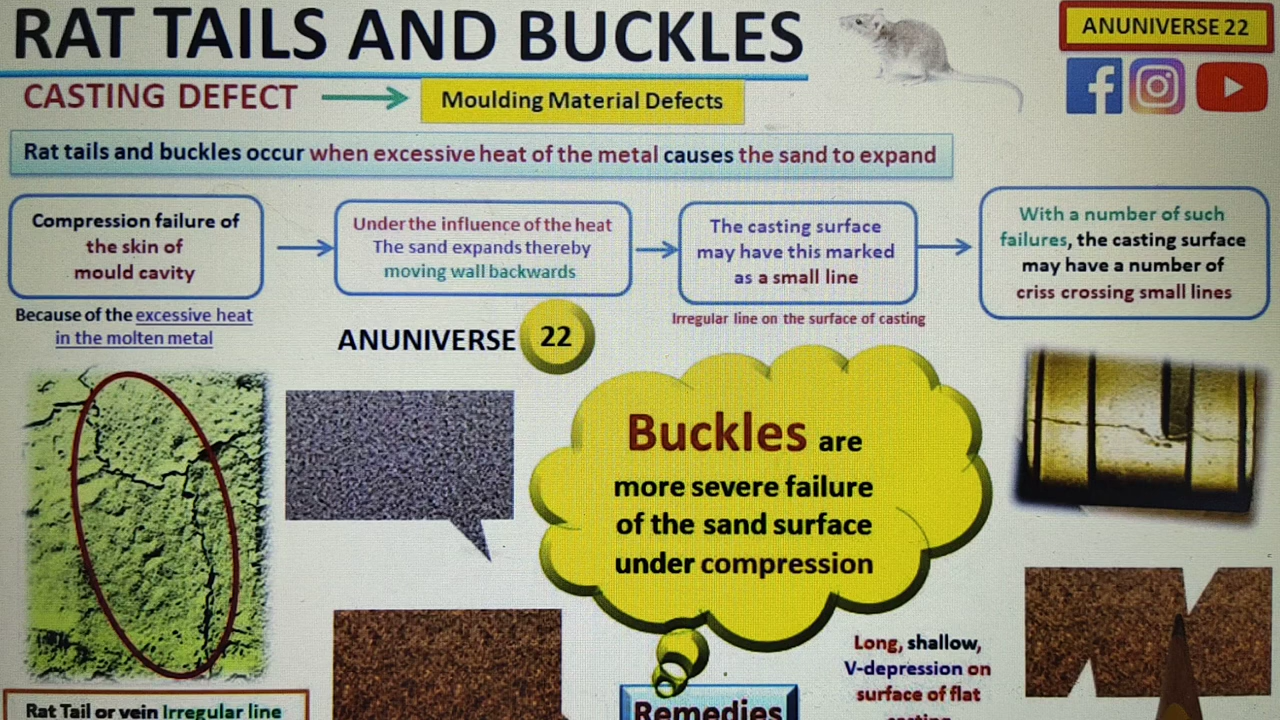 RAT TAILS AND BUCKLES
ANUNIVERSE 22
CASTING DEFECT
Moulding Material Defects
Rat tails and buckles occur when excessive heat of the metal causes the sand to expand
Compression failure of
the skin of
mould cavity
Because of the excessive heat
in the molten metal
Under the influence of the heat
The sand expands thereby
moving wall backwards
The casting surface
may have this marked
as a small line
Irregular line on the surface of casting
With a number of such
failures, the casting surface
may have a number of
criss crossing small lines
ANUNIVERSE 22
Buckles are
more severe failure
of the sand surface
under compression
Long, shallow,
V-depression on
surface of flat
casting
Rat Tail or vein Irregular line
Remedies